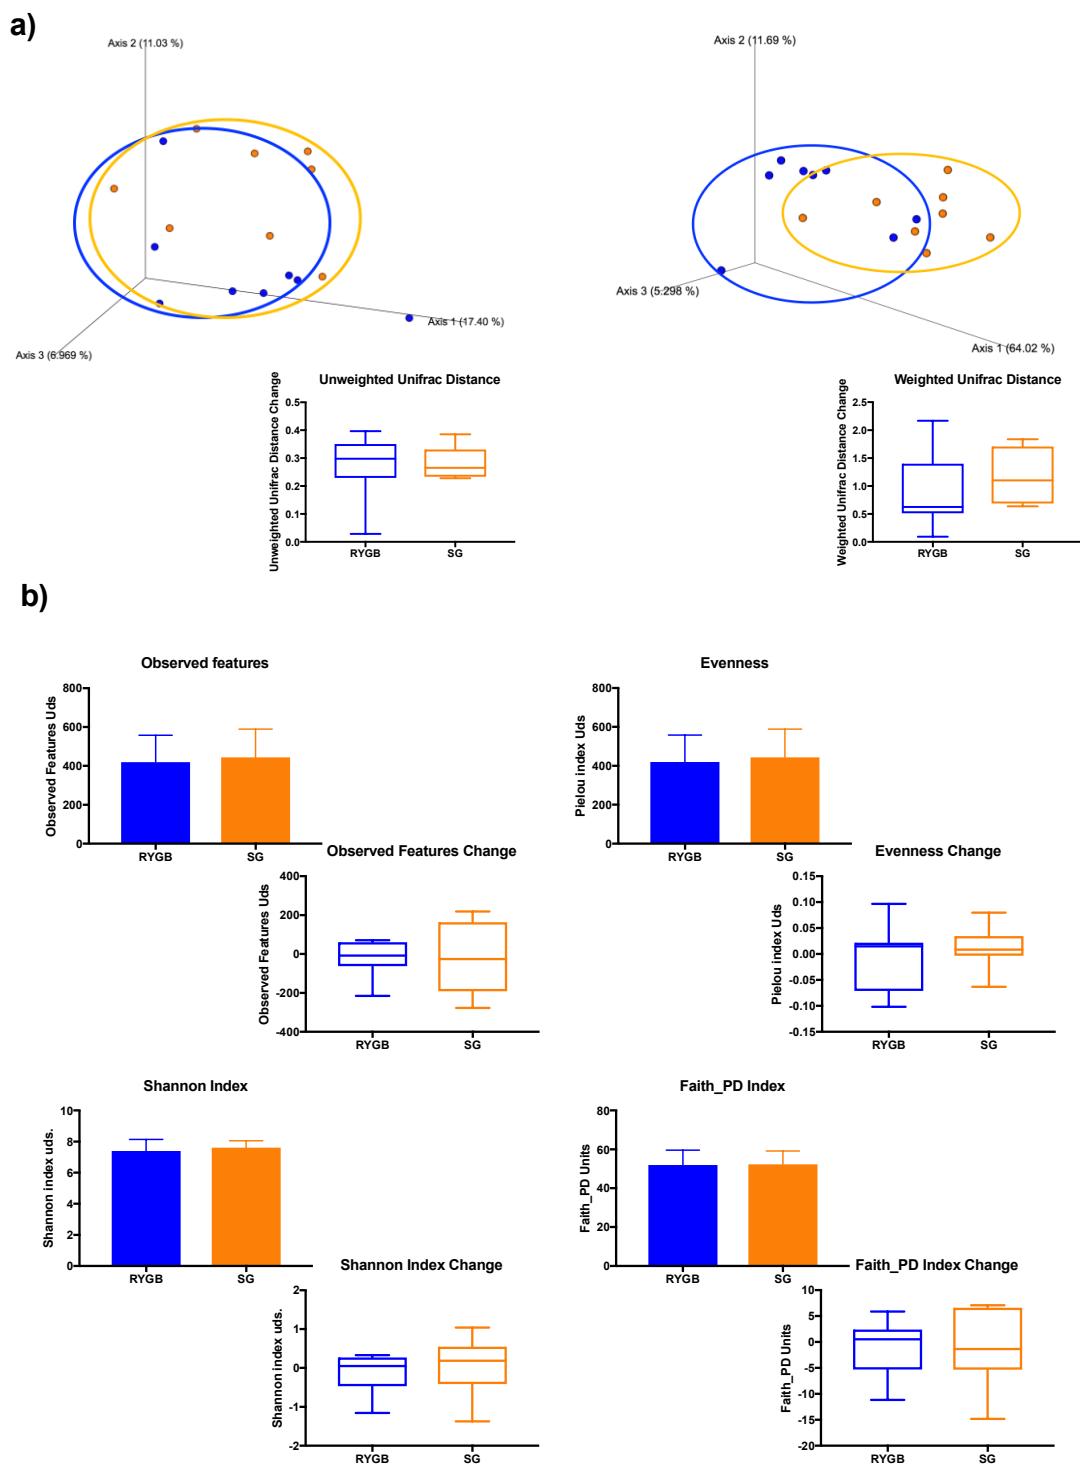 a)
Axis 2 (11.03 %)
Axis 1 (17.40 %)
Axis 3 (6.969 %)
Axis 2 (11.69 %)
Axis 3 (5.298 %)
Axis 1 (64.02 %)
Unweighted Unifrac Distance
Unweighted Unifrac Distance Change
0.5
0.4
0.3
0.2
0.1
0.0
RYGB SG
Weighted Unifrac Distance
Weighted Unifrac Distance Change
2.5
2.0
1.5
1.0
0.5
0.0
RYGB SG
b)
Observed features
Observed Features Uds
800
600
400
200
0
RYGB SG
Observed Features Change
Observed Features Uds
400
200
0
-200
-400
RYGB SG
Evenness
Pielou index Uds
800
600
400
200
0
RYGB SG
Evenness Change
Pielou index Uds
0.15
0.10
0.05
0.00
-0.05
-0.10
-0.15
RYGB SG
Shannon Index
Shannon index uds.
10
8
6
4
2
0
RYGB SG
Shannon Index Change
Shannon index uds.
2
1
0
-1
-2
RYGB SG
Faith_PD Index
Faith_PD Units
80
60
40
20
0
RYGB SG
Faith_PD Index Change
Faith_PD Units
10
5
0
-5
-10
-15
-20
RYGB SG